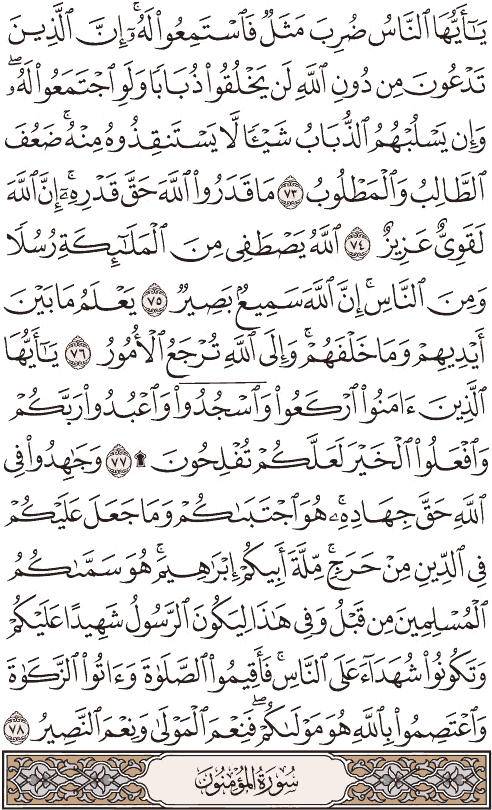 يَٰٓأَيُّهَا ٱلنَّاسُ ضُرِبَ مَثَلٌ فَٱسْتَمِعُوا۟ لَهُۥٓ ۚ إِنَّ ٱلَّذِينَ
تَدْعُونَ مِن دُونِ ٱللَّهِ لَن يَخْلُقُوا۟ ذُبَابًا وَلَوِ ٱجْتَمَعُوا۟ لَهُۥ ۖ
وَإِن يَسْلُبْهُمُ ٱلذُّبَابُ شَيْـًٔا لَّا يَسْتَنقِذُوهُ مِنْهُ ۚ ضَعُفَ
ٱلطَّالِبُ وَٱلْمَطْلُوبُ ٧٣ مَا قَدَرُوا۟ ٱللَّهَ حَقَّ قَدْرِهِۦٓ ۗ إِنَّ ٱللَّهَ
لَقَوِىٌّ عَزِيزٌ ٧٤ ٱللَّهُ يَصْطَفِى مِنَ ٱلْمَلَٰٓئِكَةِ رُسُلًا
وَمِنَ ٱلنَّاسِ ۚ إِنَّ ٱللَّهَ سَمِيعٌۢ بَصِيرٌ ٧٥ يَعْلَمُ مَا بَيْنَ
أَيْدِيهِمْ وَمَا خَلْفَهُمْ ۗ وَإِلَى ٱللَّهِ تُرْجَعُ ٱلْأُمُورُ ٧٦ يَٰٓأَيُّهَا
ٱلَّذِينَ ءَامَنُوا۟ ٱرْكَعُوا۟ وَٱسْجُدُوا۟ وَٱعْبُدُوا۟ رَبَّكُمْ
وَٱفْعَلُوا۟ ٱلْخَيْرَ لَعَلَّكُمْ تُفْلِحُونَ ۩ ٧٧ وَجَٰهِدُوا۟ فِى
ٱللَّهِ حَقَّ جِهَادِهِۦ ۚ هُوَ ٱجْتَبَىٰكُمْ وَمَا جَعَلَ عَلَيْكُمْ
فِى ٱلدِّينِ مِنْ حَرَجٍ ۚ مِّلَّةَ أَبِيكُمْ إِبْرَٰهِيمَ ۚ هُوَ سَمَّىٰكُمُ
ٱلْمُسْلِمِينَ مِن قَبْلُ وَفِى هَٰذَا لِيَكُونَ ٱلرَّسُولُ شَهِيدًا عَلَيْكُمْ
وَتَكُونُوا۟ شُهَدَآءَ عَلَى ٱلنَّاسِ ۚ فَأَقِيمُوا۟ ٱلصَّلَوٰةَ وَءَاتُوا۟ ٱلزَّكَوٰةَ
وَٱعْتَصِمُوا۟ بِٱللَّهِ هُوَ مَوْلَىٰكُمْ ۖ فَنِعْمَ ٱلْمَوْلَىٰ وَنِعْمَ ٱلنَّصِيرُ ٧٨
سُورَةُ المُؤْمِنُونَ